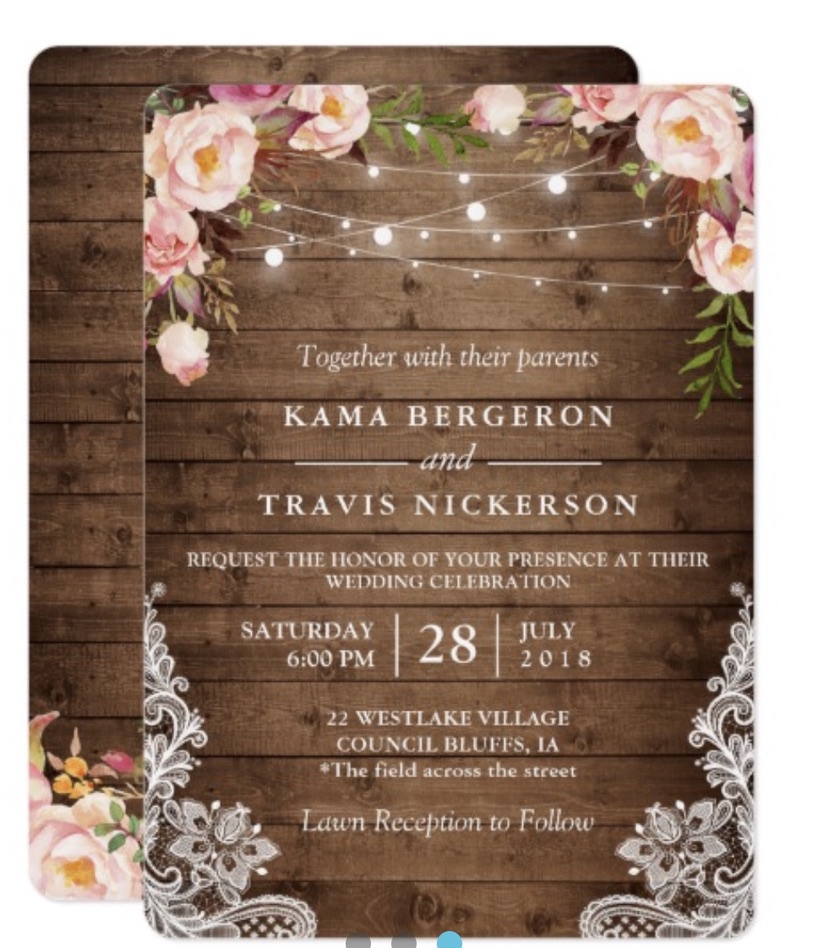 Together with their parents
KAMA BERGERON
and
TRAVIS NICKERSON
REQUEST THE HONOR OF YOUR PRESENCE AT THEIR
WEDDING CELEBRATION
SATURDAY
6:00 PM
28
JULY
2018
22 WESTLAKE VILLAGE
COUNCIL BLUFFS, IA
*The field across the street
Lawn Reception to Follow